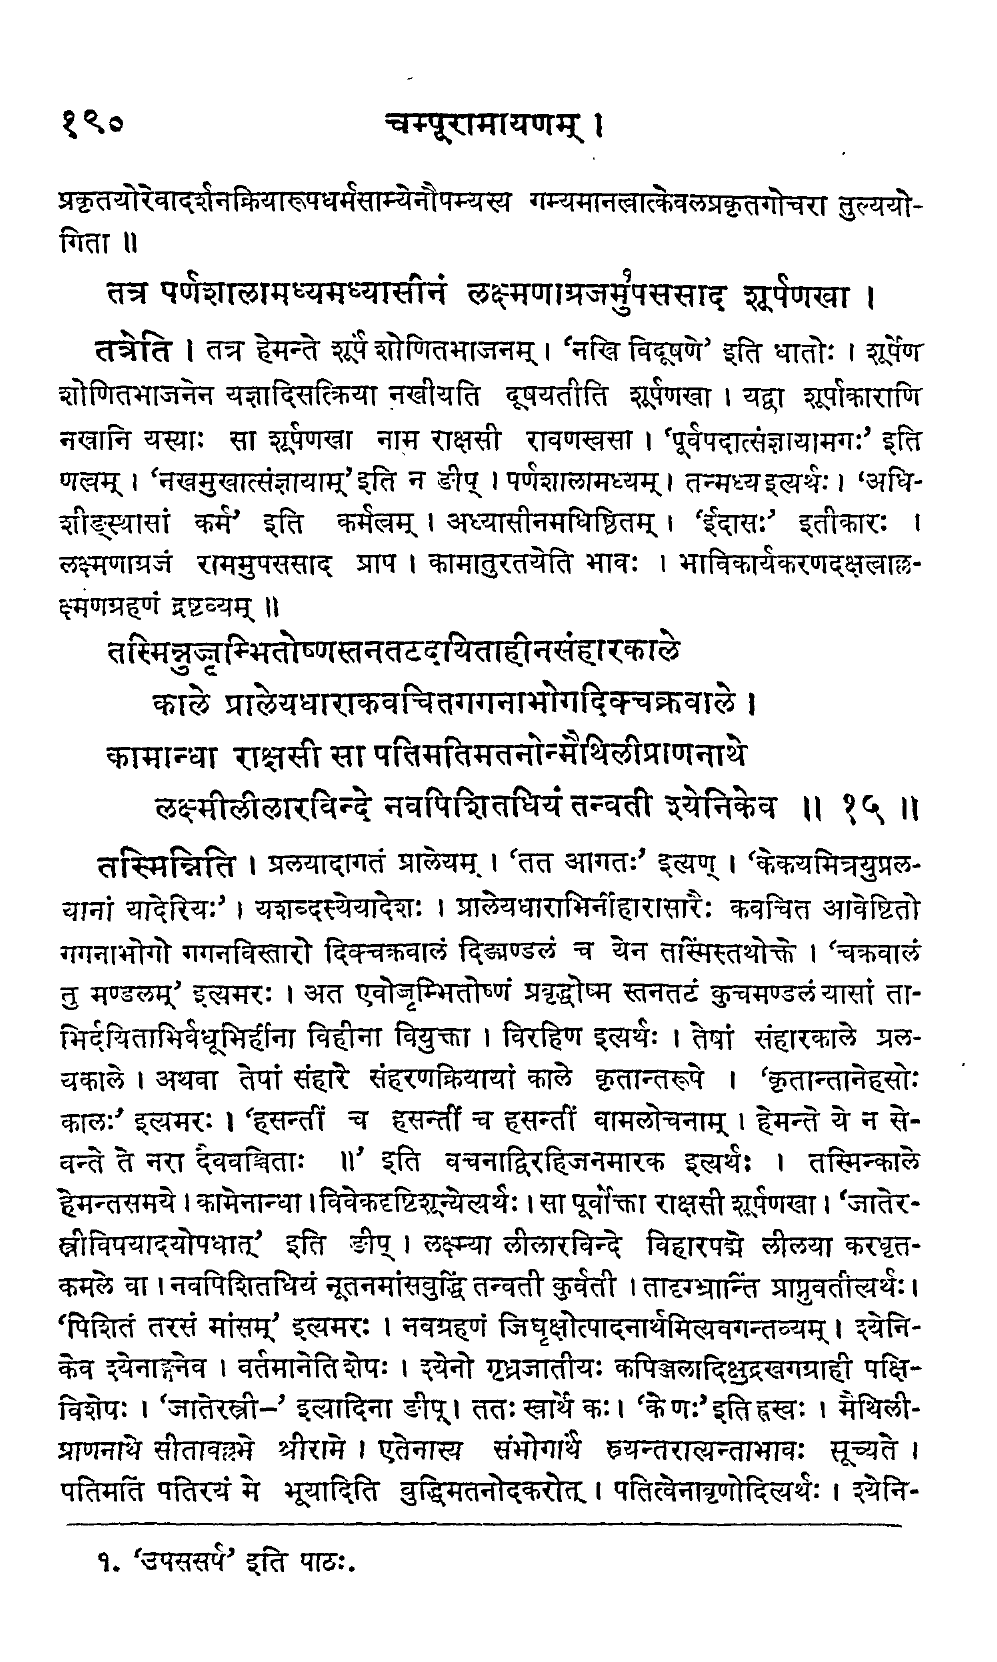 १९०
चम्पूरामायणम् ।
प्रकृतयोरेवादर्शनक्रियारूपधर्मसाम्येनौपम्यस्य गम्यमानत्वात्केवलप्रकृतगोचरा तुल्ययो-
गिता ॥
तत्र पर्णशालामध्यमध्यासीनं लक्ष्मणाग्रजमु१पससाद शूर्पणखा ।
तत्रेति । तत्र हेमन्ते शूर्पं शोणितभाजनम् । ‘नखि विदूषणे’ इति धातोः । शूर्पेण
शोणितभाजनेन यज्ञादिसत्क्रिया नखीयति दूषयतीति शूर्पणखा । यद्वा शूर्पाकाराणि
नखानि यस्याः सा शूर्पणखा नाम राक्षसी रावणस्वसा । ‘पूर्वपदात्संज्ञायामगः’ इति
णत्वम् । ‘नखमुखात्संज्ञायाम्’ इति न ङीप् । पर्णशालामध्यम् । तन्मध्य इत्यर्थः । ‘अधि-
शीङ्स्थासां कर्म’ इति कर्मत्वम् । अध्यासीनमधिष्ठितम् । ‘ईदासः’ इतीकारः ।
लक्ष्मणाग्रजं राममुपससाद प्राप । कामातुरतयेति भावः । भाविकार्यकरणदक्षत्वाल्ल-
क्ष्मणग्रहणं द्रष्टव्यम् ॥
तस्मिन्नुज्जृम्भितोष्णस्तनतटदयिताहीनसंहारकाले
काले प्रालेयधाराकवचितगगनाभोगदिक्चक्रवाले ।
कामान्धा राक्षसी सा पतिमतिमतनोन्मैथिलीप्राणनाथे
लक्ष्मीलीलारविन्दे नवपिशितधियं तन्वती श्येनिकेव ॥ १५ ॥
तस्मिन्निति । प्रलयादागतं प्रालेयम् । ‘तत आगतः’ इत्यण् । ‘केकयमित्रयुप्रल-
यानां यादेरियः’ । यशब्दस्येयादेशः । प्रालेयधाराभिर्नीहारासारैः कवचित आवेष्टितो
गगनाभोगो गगनविस्तारो दिक्चक्रवालं दिङ्मण्डलं च येन तस्मिंस्तथोक्ते । ‘चक्रवालं
तु मण्डलम्’ इत्यमरः । अत एवोज्जृम्भितोष्णं प्रवृद्धोष्म स्तनतटं कुचमण्डलं यासां ता-
भिर्दयिताभिर्वधूभिर्हीना विहीना वियुक्ता । विरहिण इत्यर्थः । तेषां संहारकाले प्रल-
यकाले । अथवा तेषां संहारे संहरणक्रियायां काले कृतान्तरूपे । ‘कृतान्तानेहसोः
कालः’ इत्यमरः । ‘हसन्तीं च हसन्तीं च हसन्तीं वामलोचनाम् । हेमन्ते ये न से-
वन्ते ते नरा दैववञ्चिताः ॥’ इति वचनाद्विरहिजनमारक इत्यर्थः । तस्मिन्काले
हेमन्तसमये । कामेनान्धा । विवेकदृष्टिशून्येत्यर्थः । सा पूर्वोक्ता राक्षसी शूर्पणखा । ‘जातेर-
स्त्रीविषयादयोपधात्’ इति ङीप् । लक्ष्म्या लीलारविन्दे विहारपद्मे लीलया करधृत-
कमले वा । नवपिशितधियं नूतनमांसबुद्धिं तन्वती कुर्वती । तादृग्भ्रान्तिं प्राप्नुवतीत्यर्थः ।
‘पिशितं तरसं मांसम्’ इत्यमरः । नवग्रहणं जिघृक्षोत्पादनार्थमित्यवगन्तव्यम् । श्येनि-
केव श्येनाङ्गनेव । वर्तमानेति शेषः । श्येनो गृध्रजातीयः कपिञ्जलादिक्षुद्रखगग्राही पक्षि-
विशेषः । ‘जातेरस्त्री—’ इत्यादिना ङीप् । ततः स्वार्थे कः । ‘केणः’ इति ह्रस्वः । मैथिली-
प्राणनाथे सीतावल्लभे श्रीरामे । एतेनास्य संभोगार्थं स्त्र्यन्तरात्यन्ताभावः सूच्यते ।
पतिमतिं पतिरयं मे भूयादिति बुद्धिमतनोदकरोत् । पतित्वेनावृणोदित्यर्थः । श्येनि-
१. ‘उपससर्प’ इति पाठः.